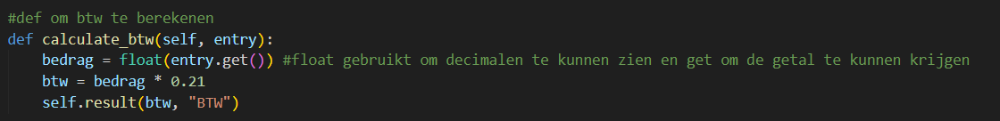 #def om btw te berekenen
def calculate_btw(self, entry):
    bedrag = float(entry.get()) #float gebruikt om decimalen te kunnen zien en get om de getal te kunnen krijgen
    btw = bedrag * 0.21
    self.result(btw, "BTW")